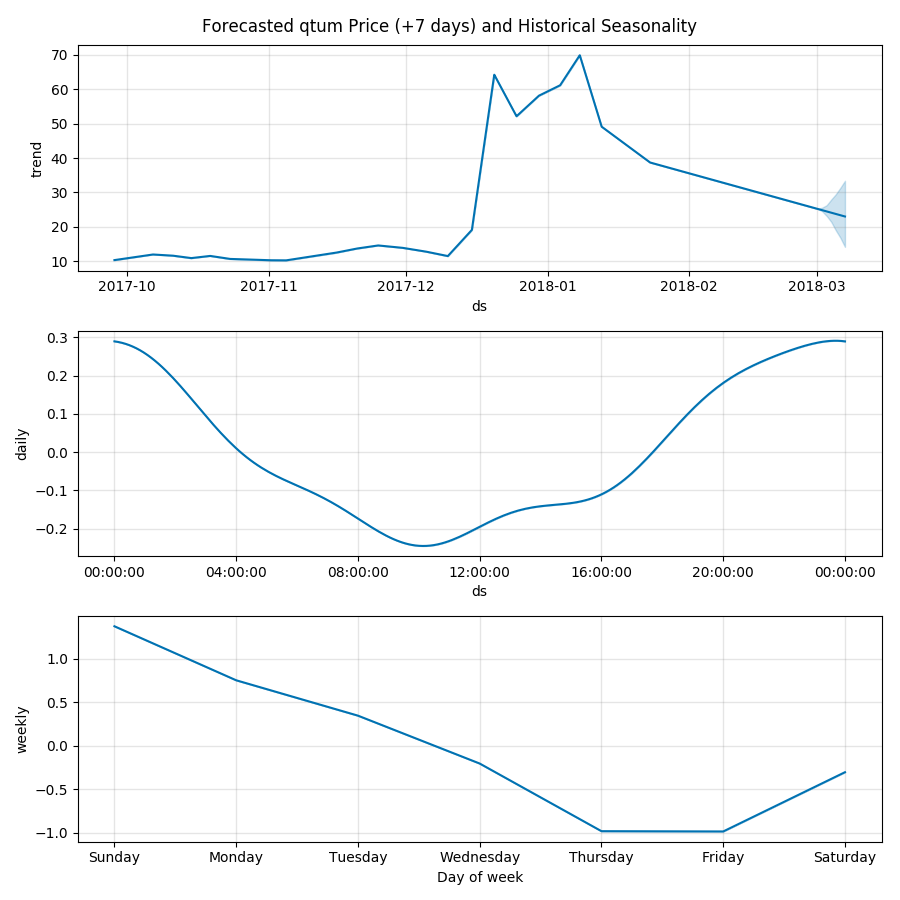 Forecasted qtum Price (+7 days) and Historical Seasonality
70
60
50
40
30
20
10
trend
2017-10 2017-11 2017-12 2018-01 2018-02 2018-03
ds
0.3
0.2
0.1
0.0
−0.1
−0.2
daily
00:00:00 04:00:00 08:00:00 12:00:00 16:00:00 20:00:00 00:00:00
ds
1.0
0.5
0.0
−0.5
−1.0
weekly
Sunday Monday Tuesday Wednesday Thursday Friday Saturday
Day of week